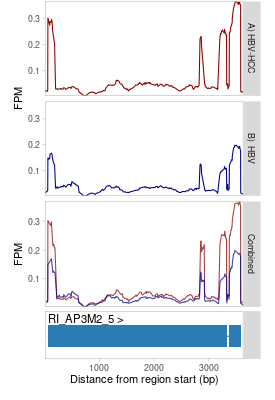 0.3
0.2
0.1
FPM
A) HBV-HCC
0.3
0.2
0.1
B) HBV
0.3
0.2
0.1
FPM
Combined
RI_AP3M2_5 >
1000 2000 3000
Distance from region start (bp)